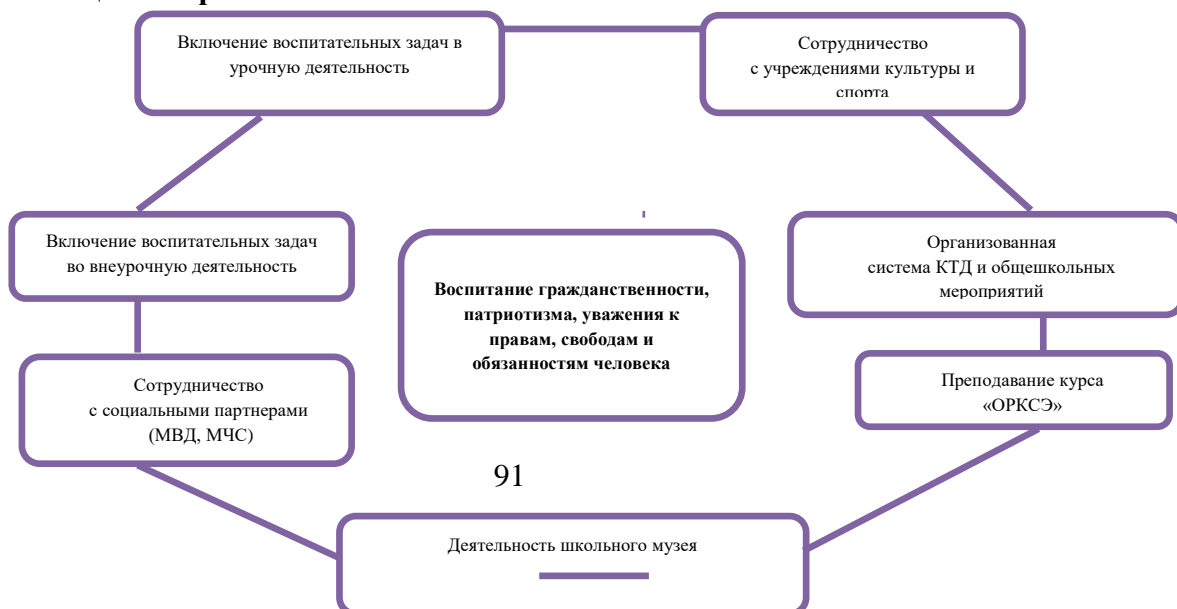 Включение воспитательных задач в
урочную деятельность
Сотрудничество
с учреждениями культуры и
спорта
Включение воспитательных задач
во внеурочную деятельность
Воспитание гражданственности,
патриотизма, уважения к
правам, свободам и
обязанностям человека
Организованная
система КТД и общешкольных
мероприятий
Сотрудничество
с социальными партнерами
(МВД, МЧС)
Преподавание курса
«ОРКСЭ»
91
Деятельность школьного музея